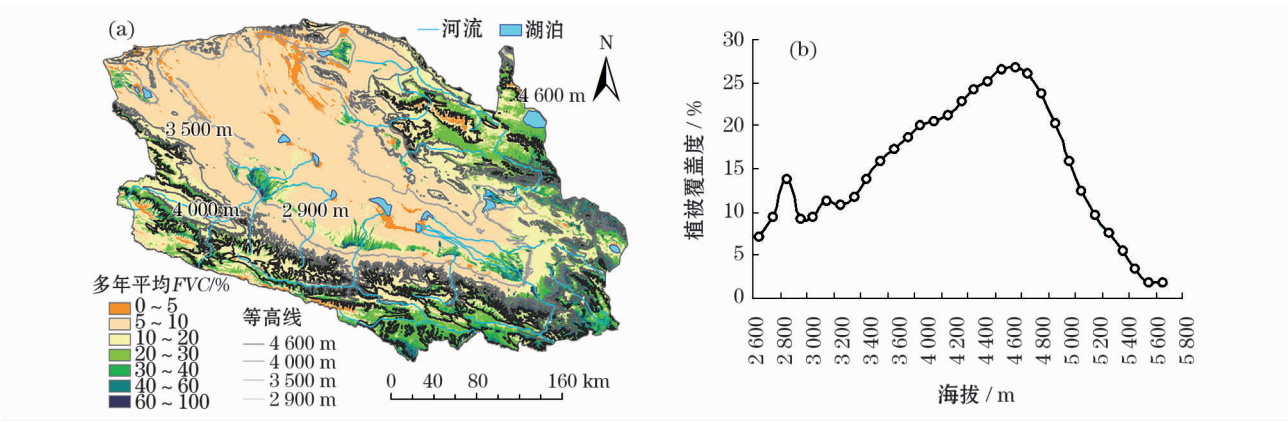 (a)
河流
湖泊
N
4 600 m
3 500 m
4 000 m
2 900 m
多年平均FVC/%
0 ~ 5
5 ~ 10
10 ~ 20
20 ~ 30
30 ~ 40
40 ~ 60
60 ~ 100
等高线
4 600 m
4 000 m
3 500 m
2 900 m
0 40 80 160 km
(b)
植被覆盖度 / %
30
25
20
15
10
5
0
2 600 2 800 3 000 3 200 3 400 3 600 3 800 4 000 4 200 4 400 4 600 4 800 5 000 5 200 5 400 5 600 5 800
海拔 / m